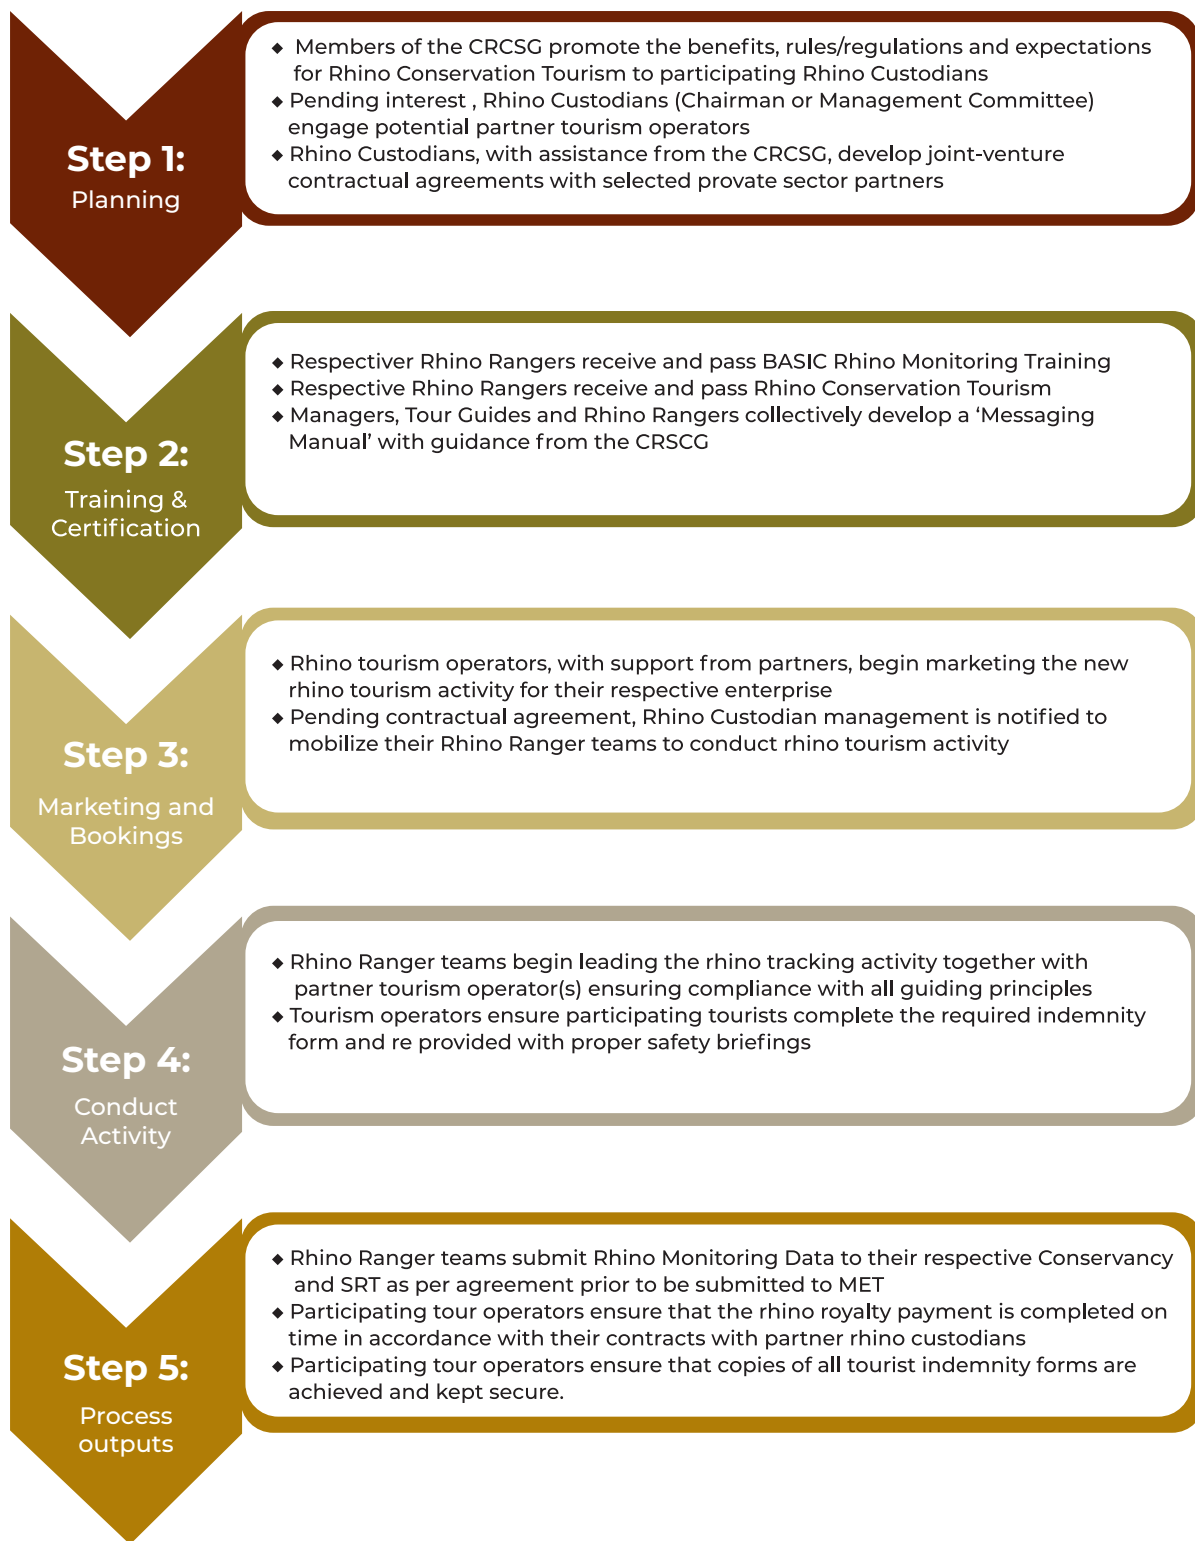 Step 1:
Planning
◆ Members of the CRCSG promote the benefits, rules/regulations and expectations
for Rhino Conservation Tourism to participating Rhino Custodians
◆ Pending interest , Rhino Custodians (Chairman or Management Committee)
engage potential partner tourism operators
◆ Rhino Custodians, with assistance from the CRCSG, develop joint-venture
contractual agreements with selected provate sector partners
Step 2:
Training &
Certification
◆ Respectiver Rhino Rangers receive and pass BASIC Rhino Monitoring Training
◆ Respective Rhino Rangers receive and pass Rhino Conservation Tourism
◆ Managers, Tour Guides and Rhino Rangers collectively develop a ‘Messaging
Manual’ with guidance from the CRSCG
Step 3:
Marketing and
Bookings
◆ Rhino tourism operators, with support from partners, begin marketing the new
rhino tourism activity for their respective enterprise
◆ Pending contractual agreement, Rhino Custodian management is notified to
mobilize their Rhino Ranger teams to conduct rhino tourism activity
Step 4:
Conduct
Activity
◆ Rhino Ranger teams begin leading the rhino tracking activity together with
partner tourism operator(s) ensuring compliance with all guiding principles
◆ Tourism operators ensure participating tourists complete the required indemnity
form and re provided with proper safety briefings
Step 5:
Process
outputs
◆ Rhino Ranger teams submit Rhino Monitoring Data to their respective Conservancy
and SRT as per agreement prior to be submitted to MET
◆ Participating tour operators ensure that the rhino royalty payment is completed on
time in accordance with their contracts with partner rhino custodians
◆ Participating tour operators ensure that copies of all tourist indemnity forms are
achieved and kept secure.